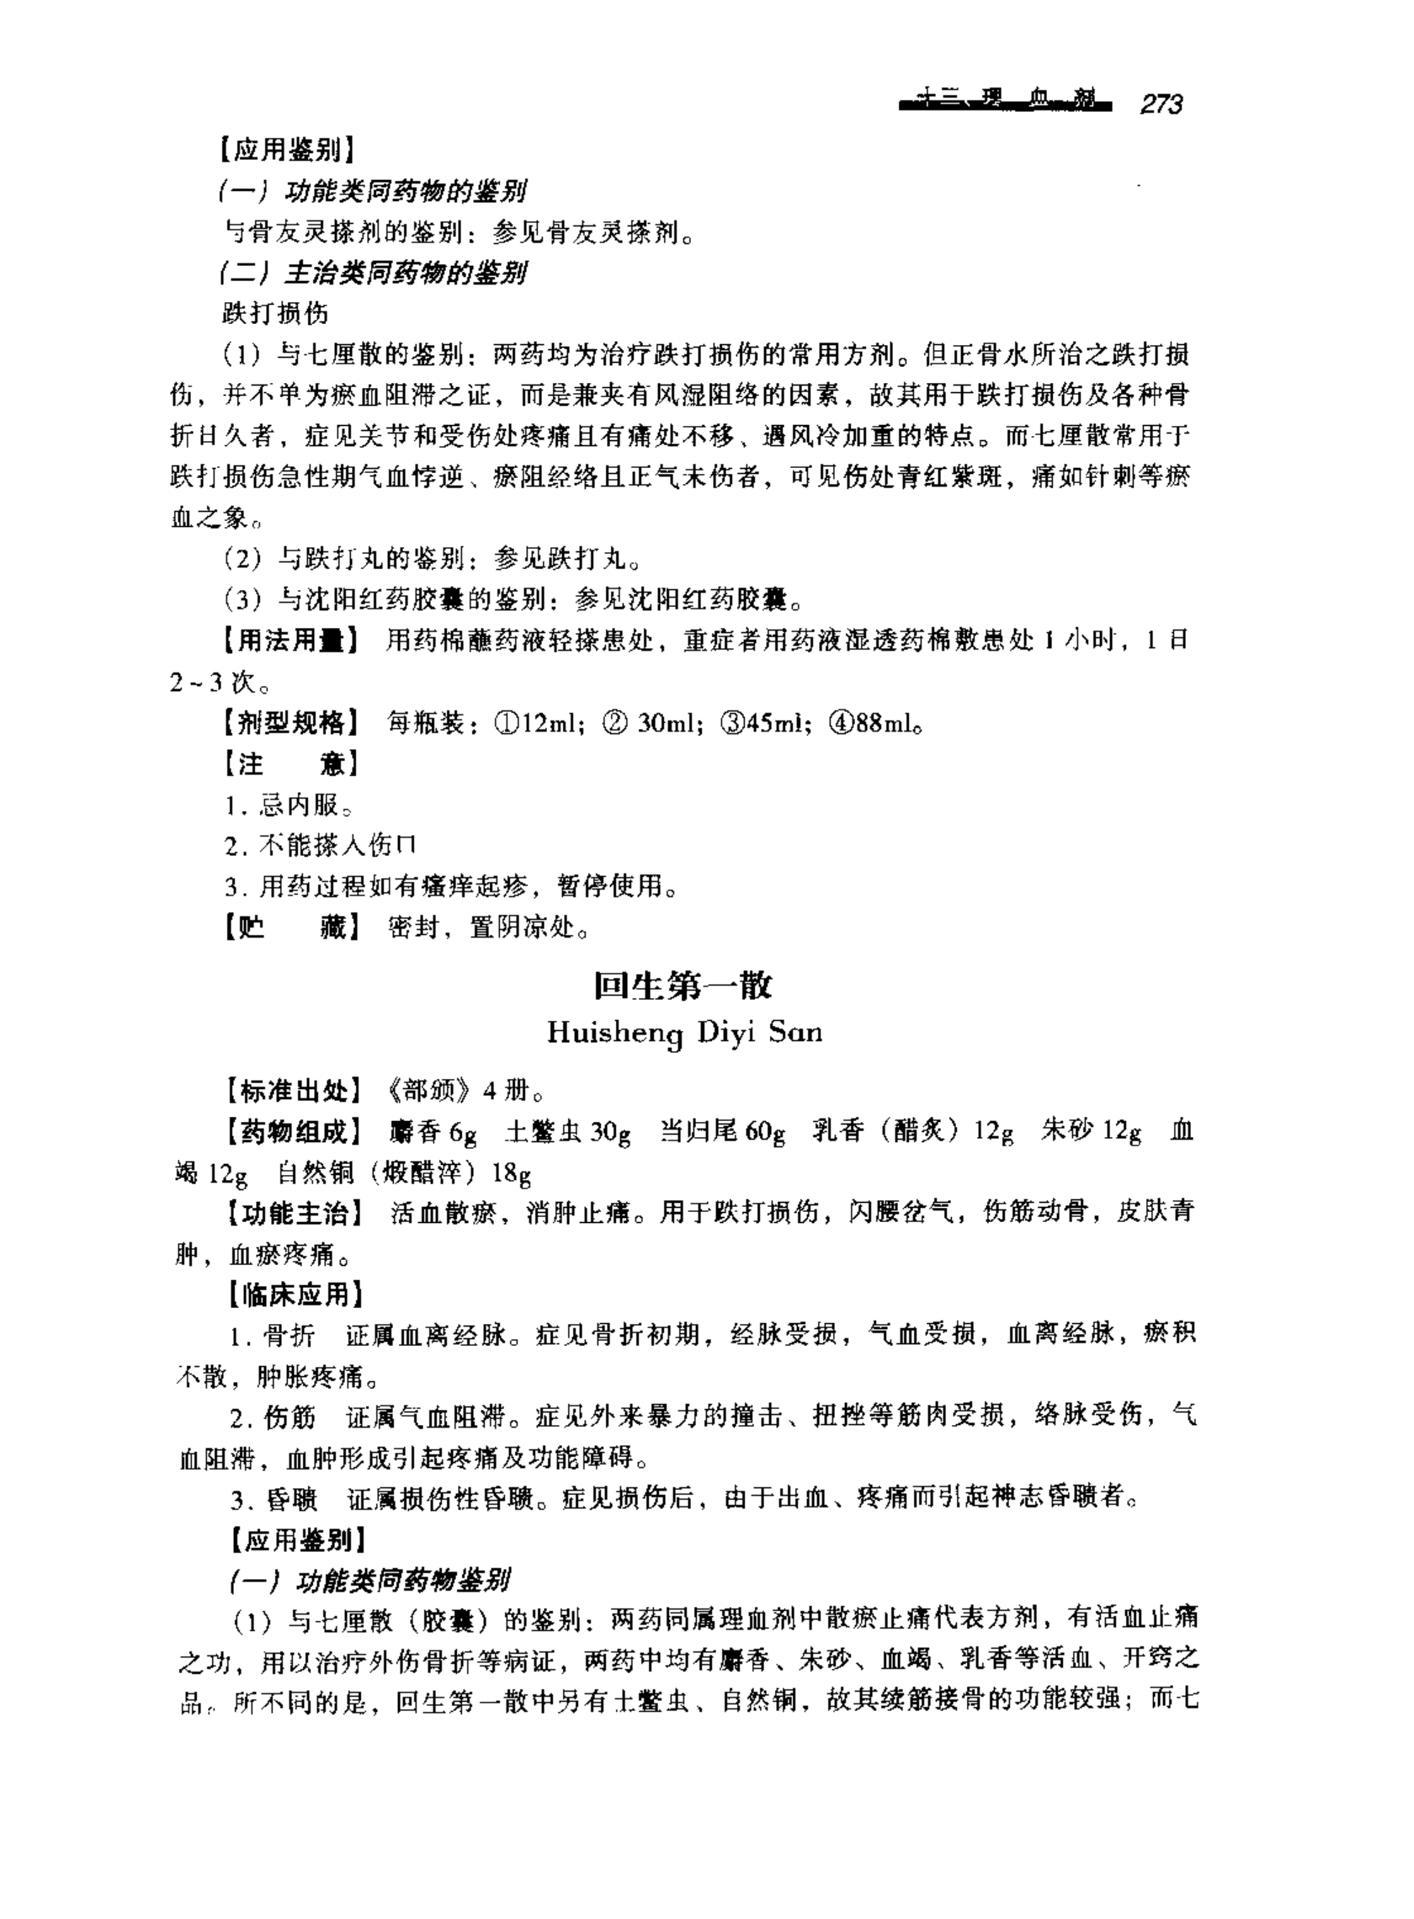 十三、理 血 剂 273
【应用鉴别】
(一) 功能类同药物的鉴别
与骨友灵搽剂的鉴别：参见骨友灵搽剂。
(二) 主治类同药物的鉴别
跌打损伤
(1) 与七厘散的鉴别：两药均为治疗跌打损伤的常用方剂。但正骨水所治之跌打损
伤，并不单为瘀血阻滞之证，而是兼夹有风湿阻络的因素，故其用于跌打损伤及各种骨
折日久者，症见关节和受伤处疼痛且有痛处不移、遇风冷加重的特点。而七厘散常用于
跌打损伤急性期气血悖逆、瘀阻经络且正气未伤者，可见伤处青红紫斑，痛如针刺等瘀
血之象。
(2) 与跌打丸的鉴别：参见跌打丸。
(3) 与沈阳红药胶囊的鉴别：参见沈阳红药胶囊。
【用法用量】 用药棉蘸药液轻搽患处，重症者用药液湿透药棉敷患处 1 小时，1 日
2~3 次。
【剂型规格】 每瓶装：①12ml；② 30ml；③45ml；④88ml。
【注 意】
1. 忌内服。
2. 不能搽入伤口
3. 用药过程如有瘙痒起疹，暂停使用。
【贮 藏】 密封，置阴凉处。
回生第一散
Huisheng Diyi San
【标准出处】《部颁》4 册。
【药物组成】 麝香 6g 土鳖虫 30g 当归尾 60g 乳香（醋炙）12g 朱砂 12g 血
竭 12g 自然铜（煅醋淬）18g
【功能主治】 活血散瘀，消肿止痛。用于跌打损伤，闪腰岔气，伤筋动骨，皮肤青
肿，血瘀疼痛。
【临床应用】
1. 骨折 证属血离经脉。症见骨折初期，经脉受损，气血受损，血离经脉，瘀积
不散，肿胀疼痛。
2. 伤筋 证属气血阻滞。症见外来暴力的撞击、扭挫等筋肉受损，络脉受伤，气
血阻滞，血肿形成引起疼痛及功能障碍。
3. 昏聩 证属损伤性昏聩。症见损伤后，由于出血、疼痛而引起神志昏聩者。
【应用鉴别】
(一) 功能类同药物鉴别
(1) 与七厘散（胶囊）的鉴别：两药同属理血剂中散瘀止痛代表方剂，有活血止痛
之功，用以治疗外伤骨折等病证，两药中均有麝香、朱砂、血竭、乳香等活血、开窍之
品。所不同的是，回生第一散中另有土鳖虫、自然铜，故其续筋接骨的功能较强；而七